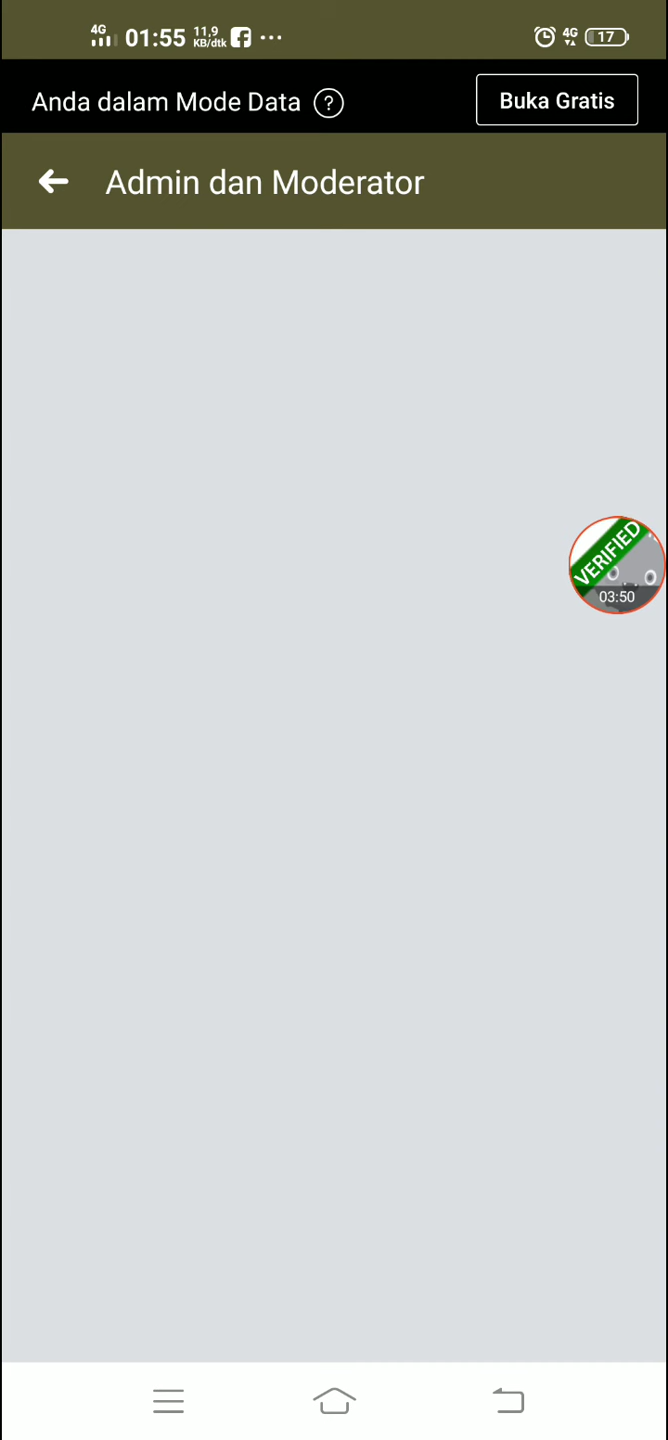 4G 01:55 11,9 KB/dtk ... 4G 17
Anda dalam Mode Data ? Buka Gratis
Admin dan Moderator
VERIFIED
03:50